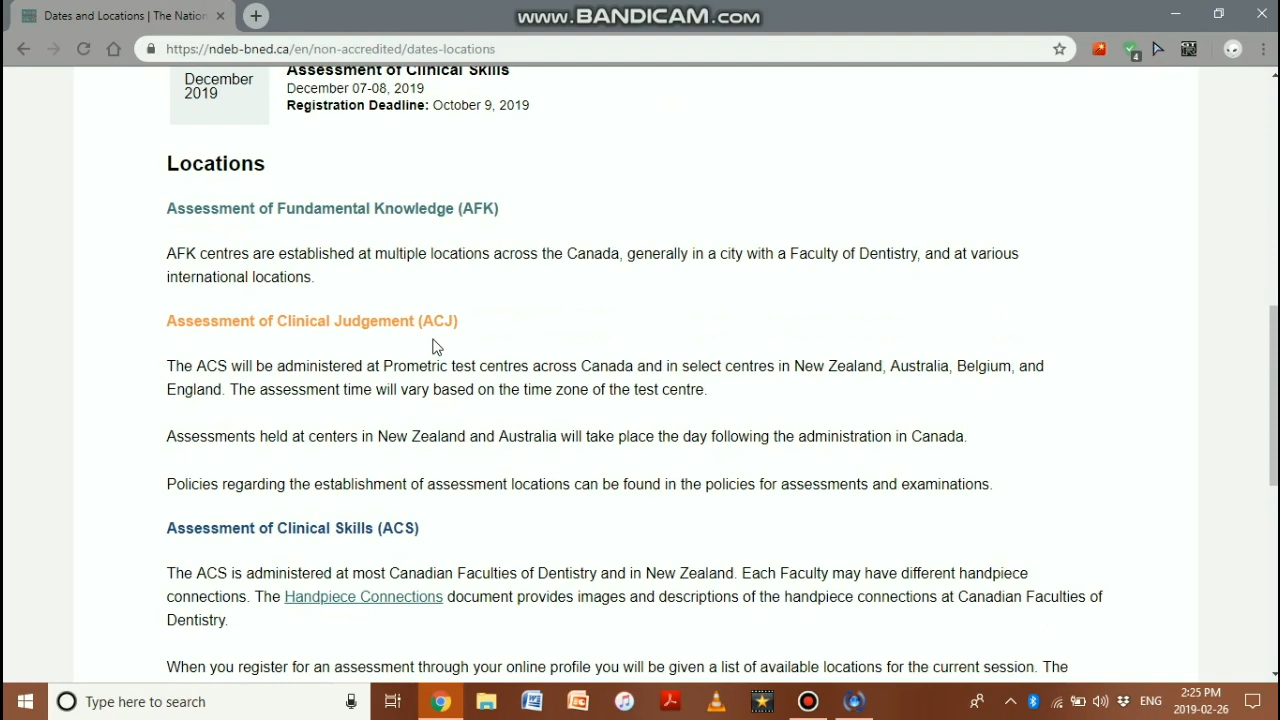 Dates and Locations | The Nation
www.BANDICAM.com
https://ndeb-bned.ca/en/non-accredited/dates-locations
4
December
2019
Assessment of Clinical Skills
December 07-08, 2019
Registration Deadline: October 9, 2019
Locations
Assessment of Fundamental Knowledge (AFK)
AFK centres are established at multiple locations across the Canada, generally in a city with a Faculty of Dentistry, and at various
international locations.
Assessment of Clinical Judgement (ACJ)
The ACS will be administered at Prometric test centres across Canada and in select centres in New Zealand, Australia, Belgium, and
England. The assessment time will vary based on the time zone of the test centre.
Assessments held at centers in New Zealand and Australia will take place the day following the administration in Canada.
Policies regarding the establishment of assessment locations can be found in the policies for assessments and examinations.
Assessment of Clinical Skills (ACS)
The ACS is administered at most Canadian Faculties of Dentistry and in New Zealand. Each Faculty may have different handpiece
connections. The Handpiece Connections document provides images and descriptions of the handpiece connections at Canadian Faculties of
Dentistry.
When you register for an assessment through your online profile you will be given a list of available locations for the current session. The
Type here to search
ENG
2:25 PM
2019-02-26